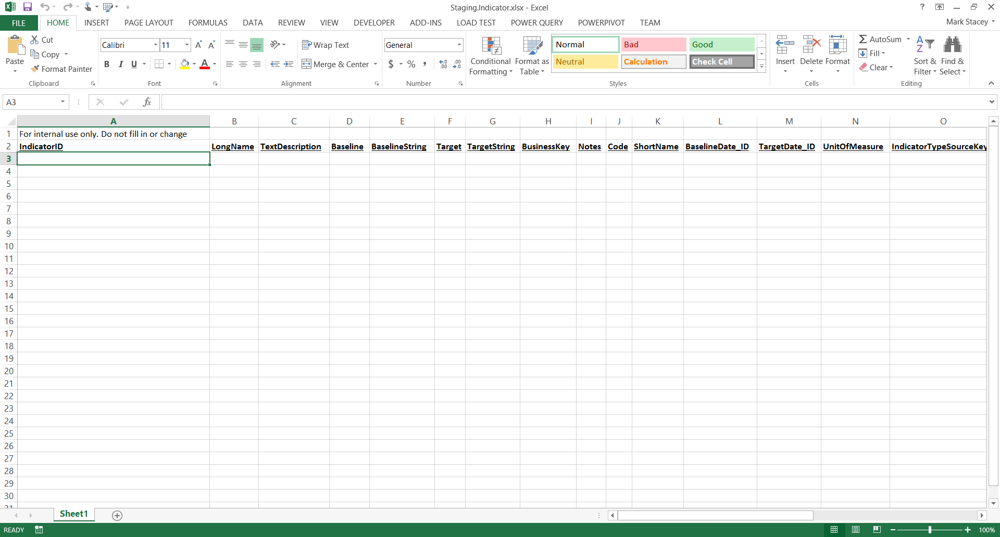 Staging.Indicator.xlsx - Excel
FILE HOME INSERT PAGE LAYOUT FORMULAS DATA REVIEW VIEW DEVELOPER ADD-INS LOAD TEST POWER QUERY POWERPIVOT TEAM Mark Stacey
Paste
Cut
Copy
Format Painter
Clipboard
Calibri 11
B I U
Font
Wrap Text
Merge & Center
Alignment
General
$ % ,
Number
Conditional Formatting
Format as Table
Normal Bad Good
Neutral Calculation Check Cell
Styles
Insert Delete Format
Cells
AutoSum
Fill
Clear
Sort & Filter
Find & Select
Editing
A3 fx
A B C D E F G H I J K L M N O
1 For internal use only. Do not fill in or change
2 IndicatorID LongName TextDescription Baseline BaselineString Target TargetString BusinessKey Notes Code ShortName BaselineDate_ID TargetDate_ID UnitOfMeasure IndicatorTypeSourceKey
3
4
5
6
7
8
9
10
11
12
13
14
15
16
17
18
19
20
21
22
23
24
25
26
27
28
29
30
31
Sheet1
READY 100%